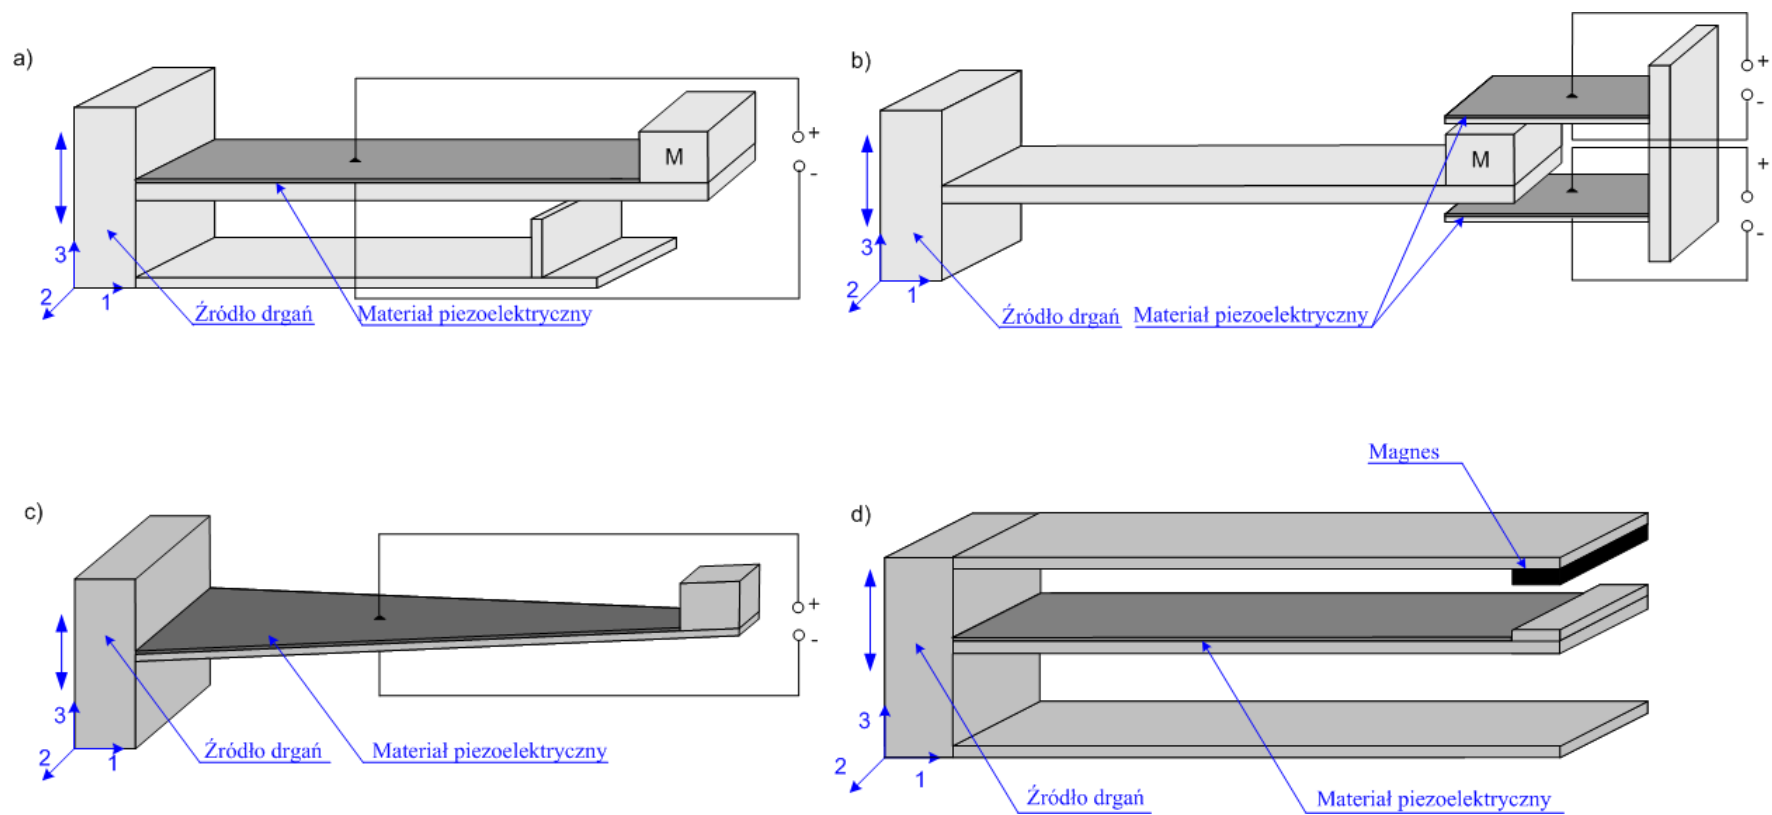 a)
M
+
-
3
2
1
Źródło drgań
Materiał piezoelektryczny
b)
M
+
-
+
-
3
2
1
Źródło drgań
Materiał piezoelektryczny
c)
+
-
3
2
1
Źródło drgań
Materiał piezoelektryczny
d)
Magnes
3
2
1
Źródło drgań
Materiał piezoelektryczny